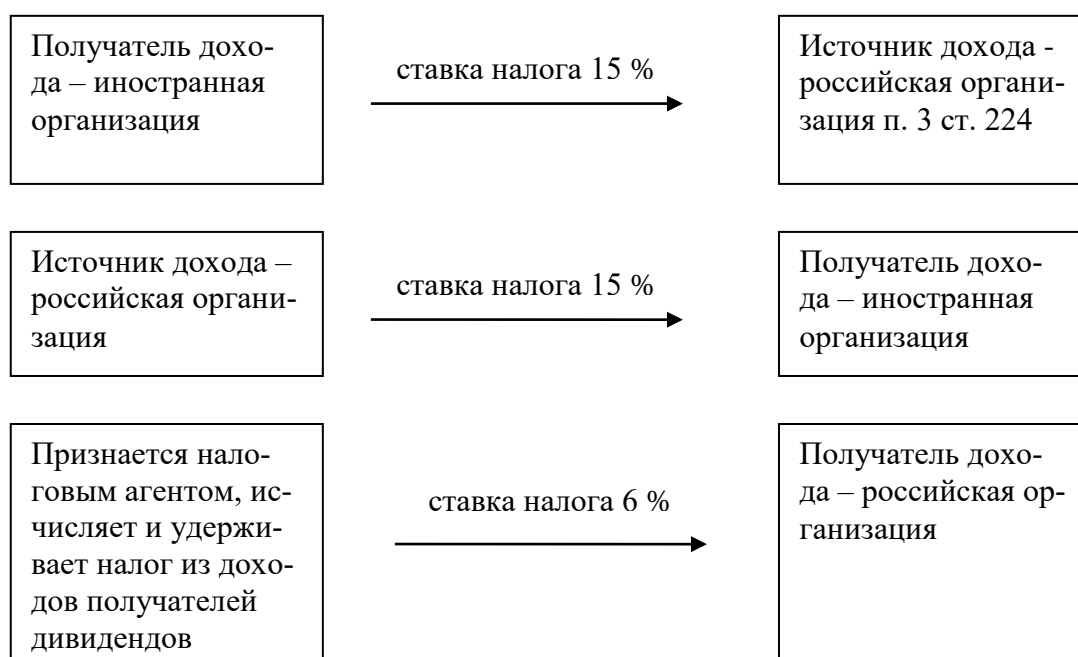 Получатель дохо-
да – иностранная
организация
ставка налога 15 %
Источник дохода -
российская органи-
зация п. 3 ст. 224
Источник дохода –
российская органи-
зация
ставка налога 15 %
Получатель дохо-
да – иностранная
организация
Признается нало-
говым агентом, ис-
числяет и удержи-
вает налог из дохо-
дов получателей
дивидендов
ставка налога 6 %
Получатель дохо-
да – российская ор-
ганизация